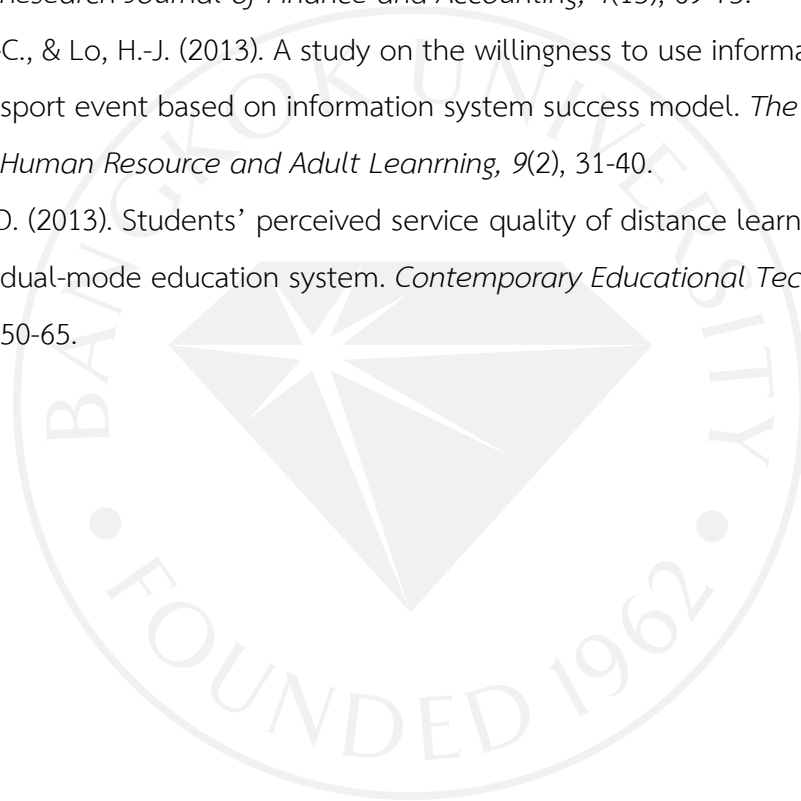 Research Journal of Finance and Accounting, 4(15), 69-
C., & Lo, H.-J. (2013). A study on the willingness to use informa
sport event based on information system success model. The
Human Resource and Adult Leanrning, 9(2), 31-40.
(2013). Students’ perceived service quality of distance learn
dual-mode education system. Contemporary Educational Tec
50-65.
BANGKOK UNIVERSITY
FOUNDED 1962